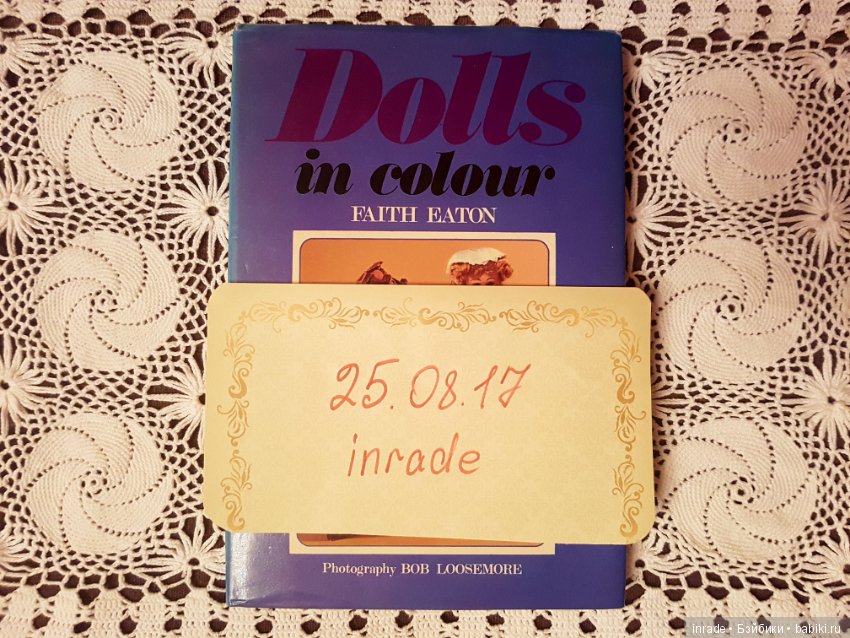 Dolls
in colour
FAITH EATON
25.08.17
inrade
Photography BOB LOOSEMORE
inrade • Бэйбики • babiki.ru